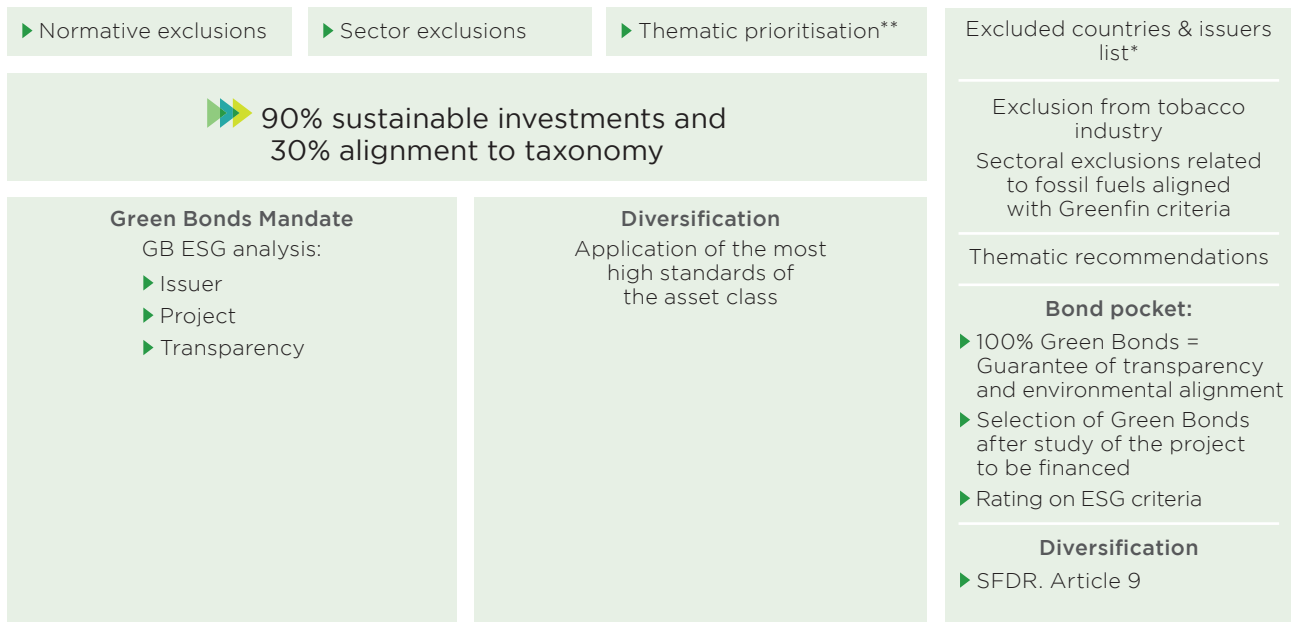 Normative exclusions
Sector exclusions
Thematic prioritisation**
90% sustainable investments and
30% alignment to taxonomy
Green Bonds Mandate
GB ESG analysis:
Issuer
Project
Transparency
Diversification
Application of the most
high standards of
the asset class
Excluded countries & issuers
list*
Exclusion from tobacco
industry
Sectoral exclusions related
to fossil fuels aligned
with Greenfin criteria
Thematic recommendations
Bond pocket:
100% Green Bonds =
Guarantee of transparency
and environmental alignment
Selection of Green Bonds
after study of the project
to be financed
Rating on ESG criteria
Diversification
SFDR. Article 9